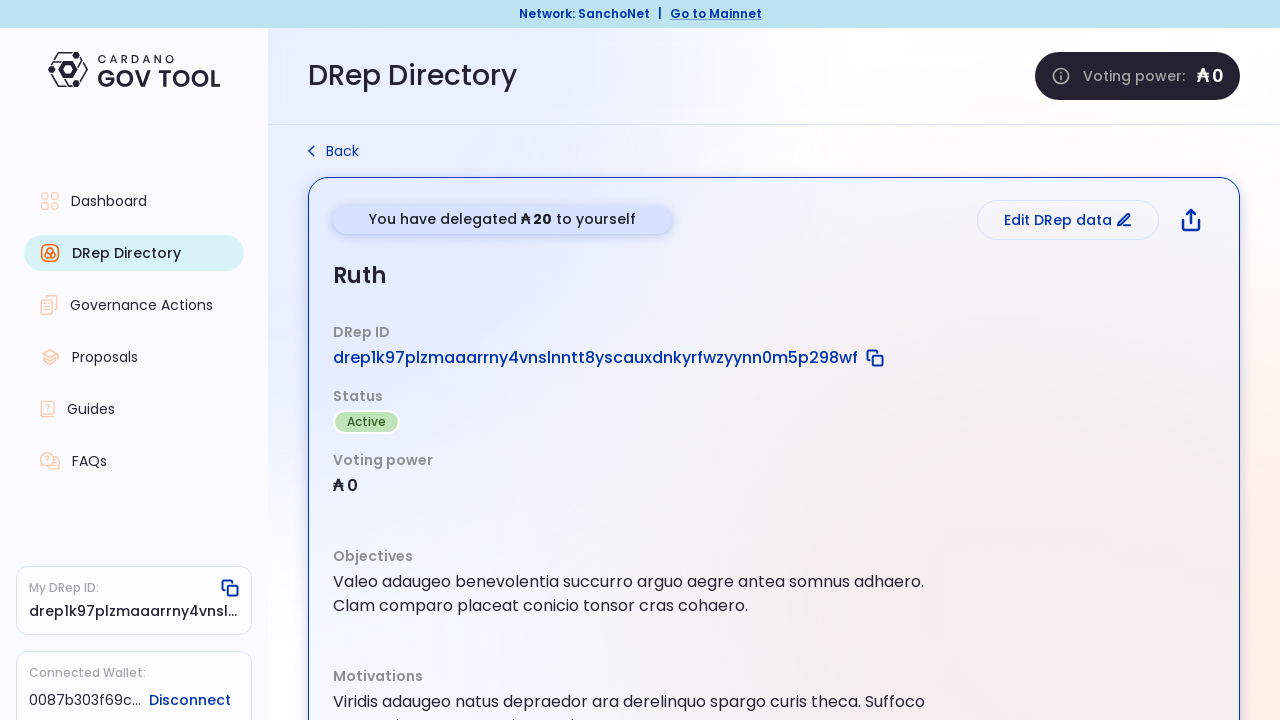 Network: SanchoNet | Go to Mainnet
CARDANO
GOV TOOL
DRep Directory
Voting power: ₳ 0
Back
Dashboard
DRep Directory
Governance Actions
Proposals
Guides
FAQs
You have delegated ₳ 20 to yourself
Edit DRep data
Ruth
DRep ID
drep1k97plzmaaarrny4vnslnntt8yscauxdnkyrfwzyynn0m5p298wf
Status
Active
Voting power
₳ 0
Objectives
Valeo adaugeo benevolentia succurro arguo aegre antea somnus adhaero.
Clam comparo placeat conicio tonsor cras cohaero.
Motivations
Viridis adaugeo natus depraedor ara derelinquo spargo curis theca. Suffoco
My DRep ID:
drep1k97plzmaaarrny4vnsl...
Connected Wallet:
0087b303f69c... Disconnect